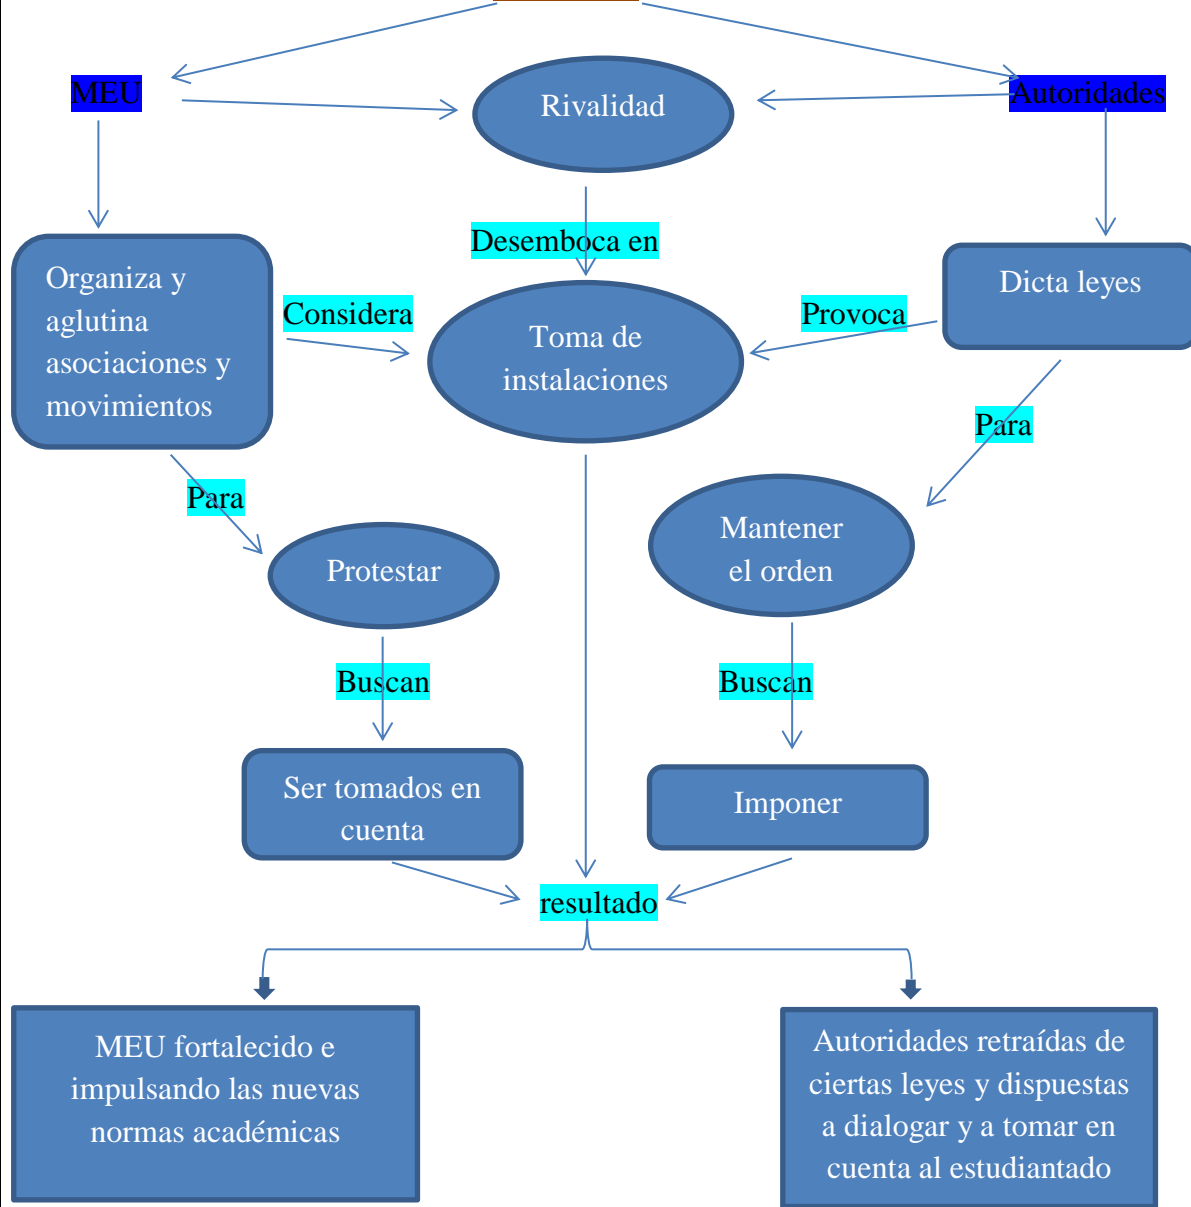 MEU
Rivalidad
Autoridades
Desemboca en
Organiza y
aglutina
asociaciones y
movimientos
Considera
Toma de
instalaciones
Provoca
Dicta leyes
Para
Para
Protestar
Mantener
el orden
Buscan
Buscan
Ser tomados en
cuenta
Imponer
resultado
MEU fortalecido e
impulsando las nuevas
normas académicas
Autoridades retraídas de
ciertas leyes y dispuestas
a dialogar y a tomar en
cuenta al estudiantado